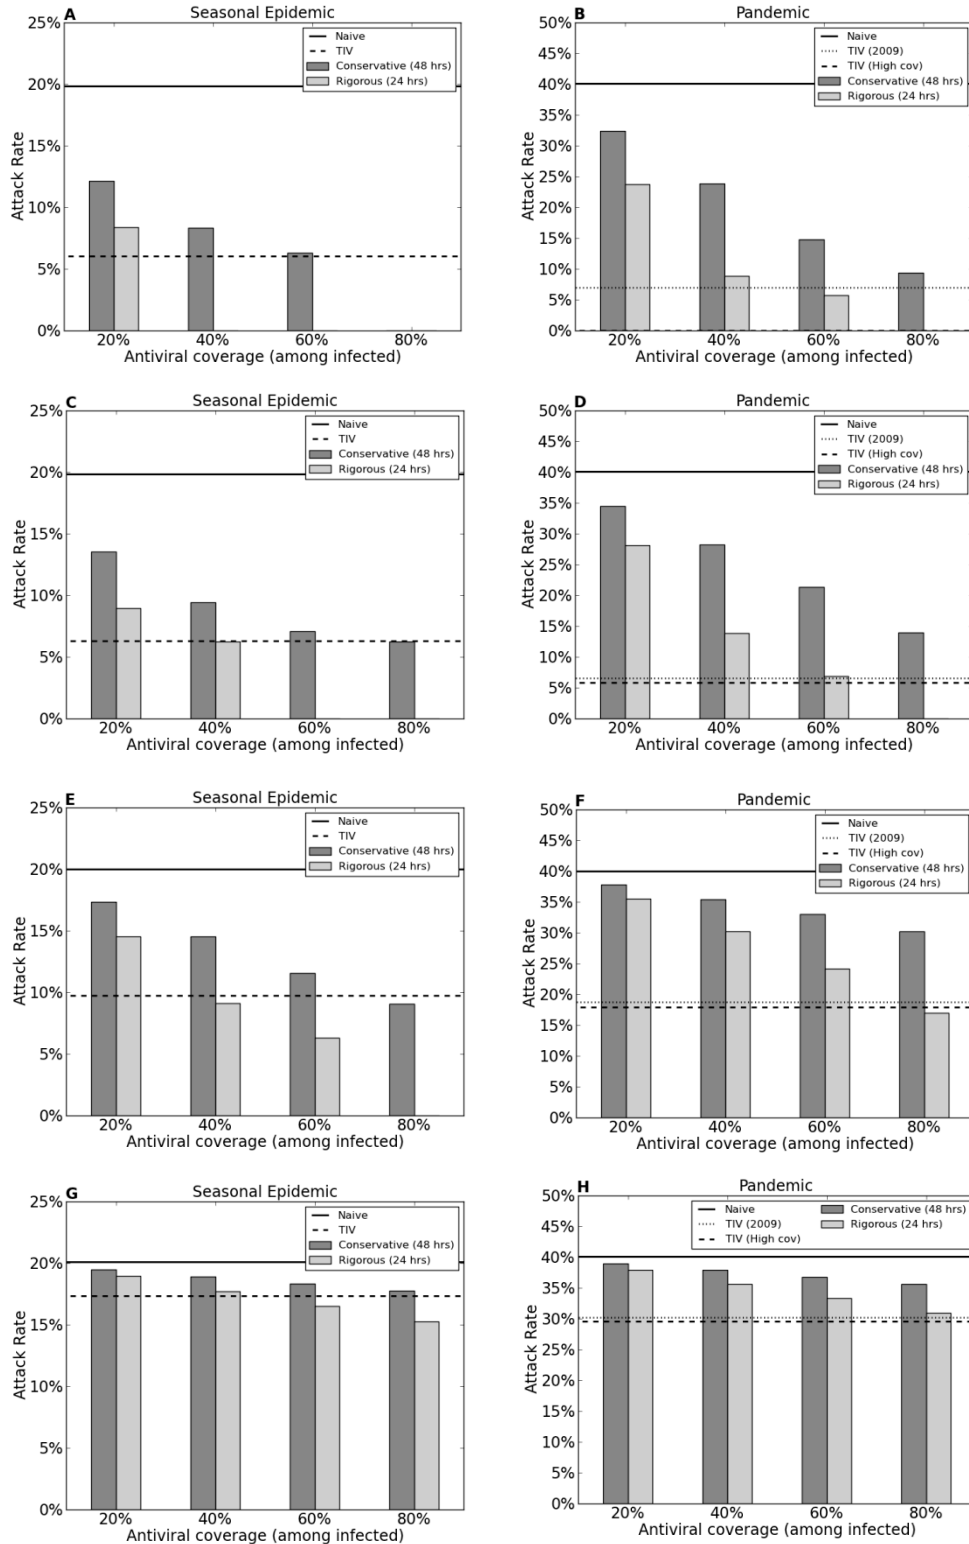 A
Seasonal Epidemic
25%
20%
15%
10%
5%
0%
Attack Rate
Naive
TIV
Conservative (48 hrs)
Rigorous (24 hrs)
20%
40%
60%
80%
Antiviral coverage (among infected)
B
Pandemic
50%
45%
40%
35%
30%
25%
20%
15%
10%
5%
0%
Attack Rate
Naive
TIV (2009)
TIV (High cov)
Conservative (48 hrs)
Rigorous (24 hrs)
20%
40%
60%
80%
Antiviral coverage (among infected)
C
Seasonal Epidemic
25%
20%
15%
10%
5%
0%
Attack Rate
Naive
TIV
Conservative (48 hrs)
Rigorous (24 hrs)
20%
40%
60%
80%
Antiviral coverage (among infected)
D
Pandemic
50%
45%
40%
35%
30%
25%
20%
15%
10%
5%
0%
Attack Rate
Naive
TIV (2009)
TIV (High cov)
Conservative (48 hrs)
Rigorous (24 hrs)
20%
40%
60%
80%
Antiviral coverage (among infected)
E
Seasonal Epidemic
25%
20%
15%
10%
5%
0%
Attack Rate
Naive
TIV
Conservative (48 hrs)
Rigorous (24 hrs)
20%
40%
60%
80%
Antiviral coverage (among infected)
F
Pandemic
50%
45%
40%
35%
30%
25%
20%
15%
10%
5%
0%
Attack Rate
Naive
TIV (2009)
TIV (High cov)
Conservative (48 hrs)
Rigorous (24 hrs)
20%
40%
60%
80%
Antiviral coverage (among infected)
G
Seasonal Epidemic
25%
20%
15%
10%
5%
0%
Attack Rate
Naive
TIV
Conservative (48 hrs)
Rigorous (24 hrs)
20%
40%
60%
80%
Antiviral coverage (among infected)
H
Pandemic
50%
45%
40%
35%
30%
25%
20%
15%
10%
5%
0%
Attack Rate
Naive
TIV (2009)
TIV (High cov)
Conservative (48 hrs)
Rigorous (24 hrs)
20%
40%
60%
80%
Antiviral coverage (among infected)